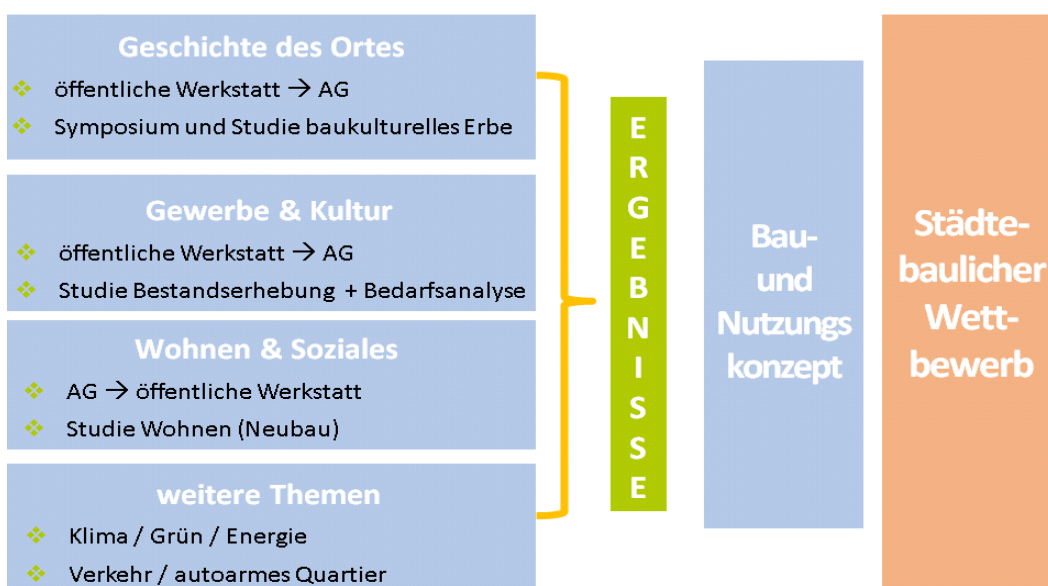 Geschichte des Ortes
öffentliche Werkstatt → AG
Symposium und Studie baukulturelles Erbe
Gewerbe & Kultur
öffentliche Werkstatt → AG
Studie Bestandserhebung + Bedarfsanalyse
Wohnen & Soziales
AG → öffentliche Werkstatt
Studie Wohnen (Neubau)
weitere Themen
Klima / Grün / Energie
Verkehr / autoarmes Quartier
E
R
G
E
B
N
I
S
S
E
Bau-
und
Nutzungs
konzept
Städte-
baulicher
Wett-
bewerb